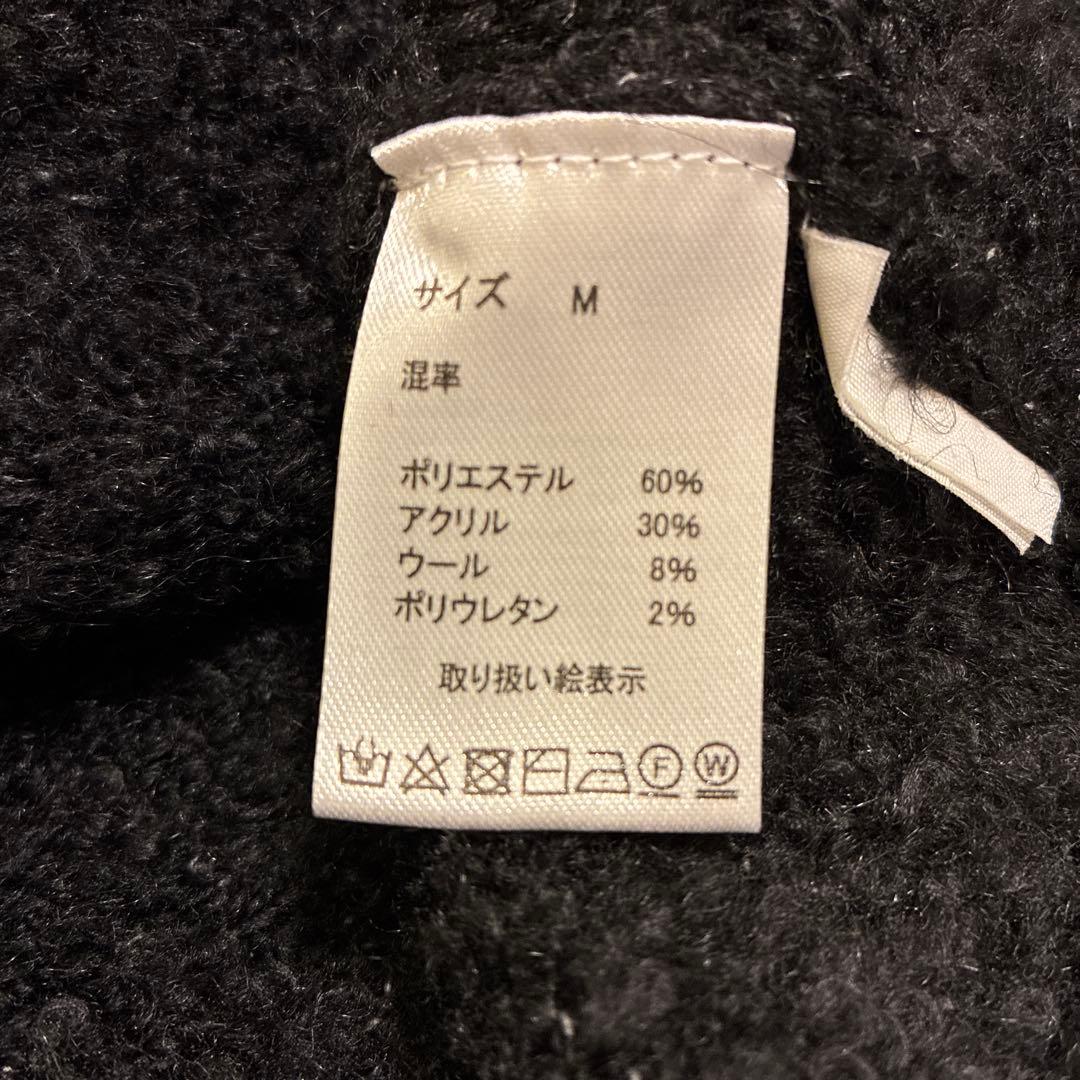 サイズ M
混率
ポリエステル 60%
アクリル 30%
ウール 8%
ポリウレタン 2%
取り扱い絵表示
F W